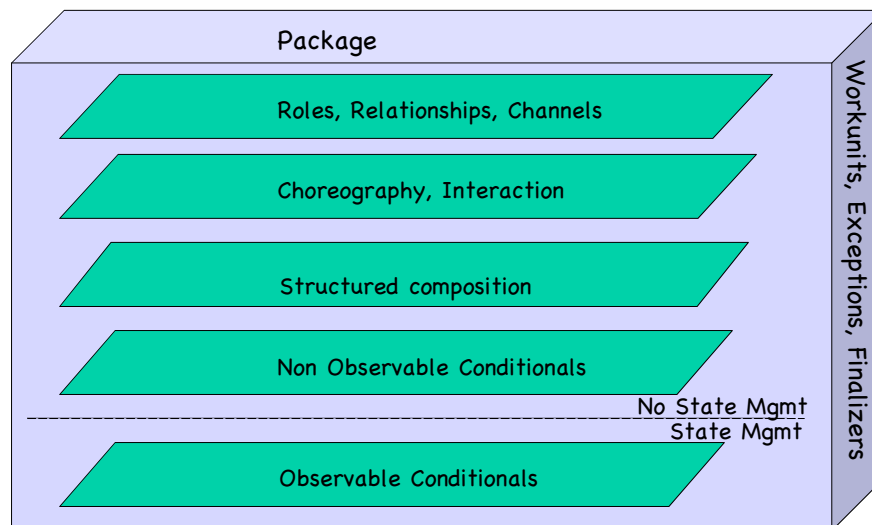 Package
Roles, Relationships, Channels
Choreography, Interaction
Structured composition
Non Observable Conditionals
No State Mgmt
State Mgmt
Observable Conditionals
Workunits, Exceptions, Finalizers